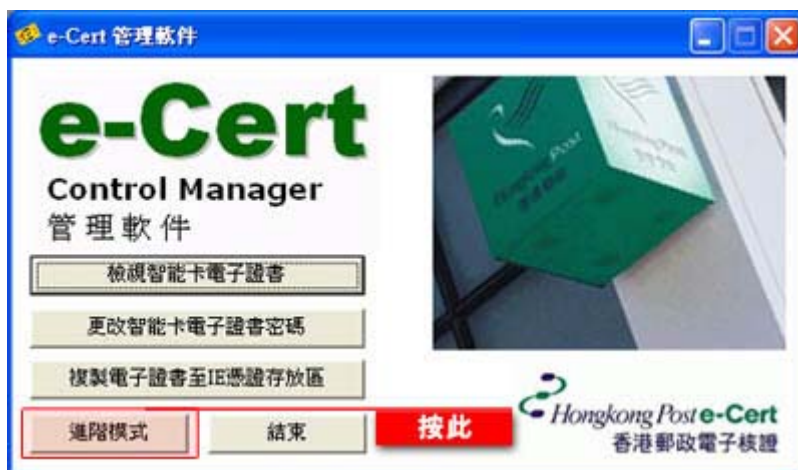 e-Cert 管理軟件
e-Cert
Control Manager
管理軟件
檢視智能卡電子證書
更改智能卡電子證書密碼
複製電子證書至IE憑證存放區
進階模式
結束
按此
Hongkong Post
Hongkong Post e-Cert
香港郵政電子核證